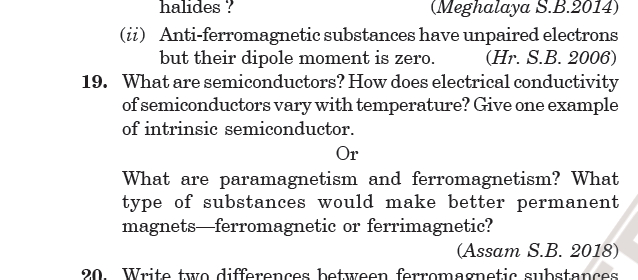 halides ? (Meghalaya S.B.2014)
(ii) Anti-ferromagnetic substances have unpaired electrons
but their dipole moment is zero. (Hr. S.B. 2006)
19. What are semiconductors? How does electrical conductivity
of semiconductors vary with temperature? Give one example
of intrinsic semiconductor.
Or
What are paramagnetism and ferromagnetism? What
type of substances would make better permanent
magnets—ferromagnetic or ferrimagnetic?
(Assam S.B. 2018)
20. Write two differences between ferromagnetic substances